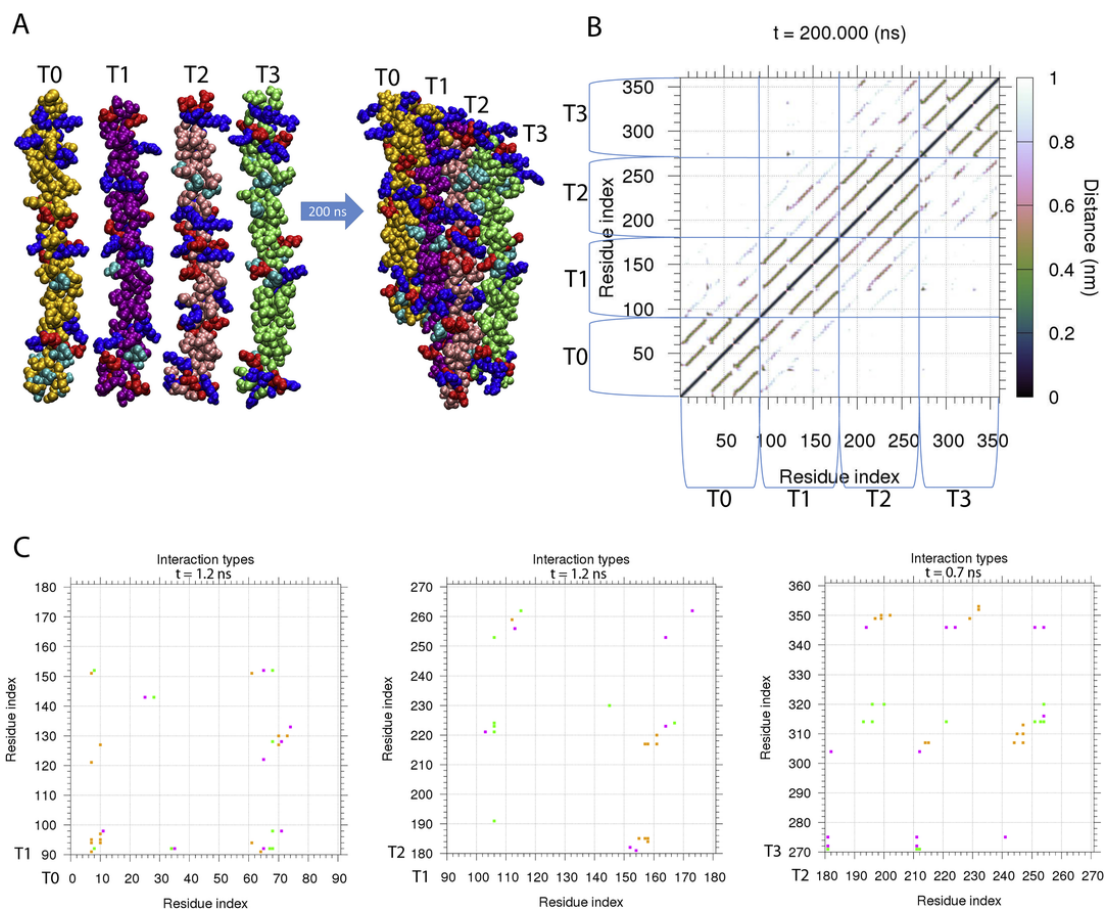 A
T0 T1 T2 T3
200 ns
T0
T1
T2
T3
B
t = 200.000 (ns)
T3
T2
T1
T0
Residue index
350
300
250
200
150
100
50
50 100 150 200 250 300 350
Residue index
T0 T1 T2 T3
1
0.8
0.6
0.4
0.2
0
Distance (nm)
C
Interaction types
t = 1.2 ns
Residue index
180
170
160
150
140
130
120
110
100
90
T1
T0
0 10 20 30 40 50 60 70 80 90
Residue index
Interaction types
t = 1.2 ns
Residue index
270
260
250
240
230
220
210
200
190
180
T2
T1
90 100 110 120 130 140 150 160 170 180
Residue index
Interaction types
t = 0.7 ns
Residue index
360
350
340
330
320
310
300
290
280
270
T3
T2
180 190 200 210 220 230 240 250 260 270
Residue index